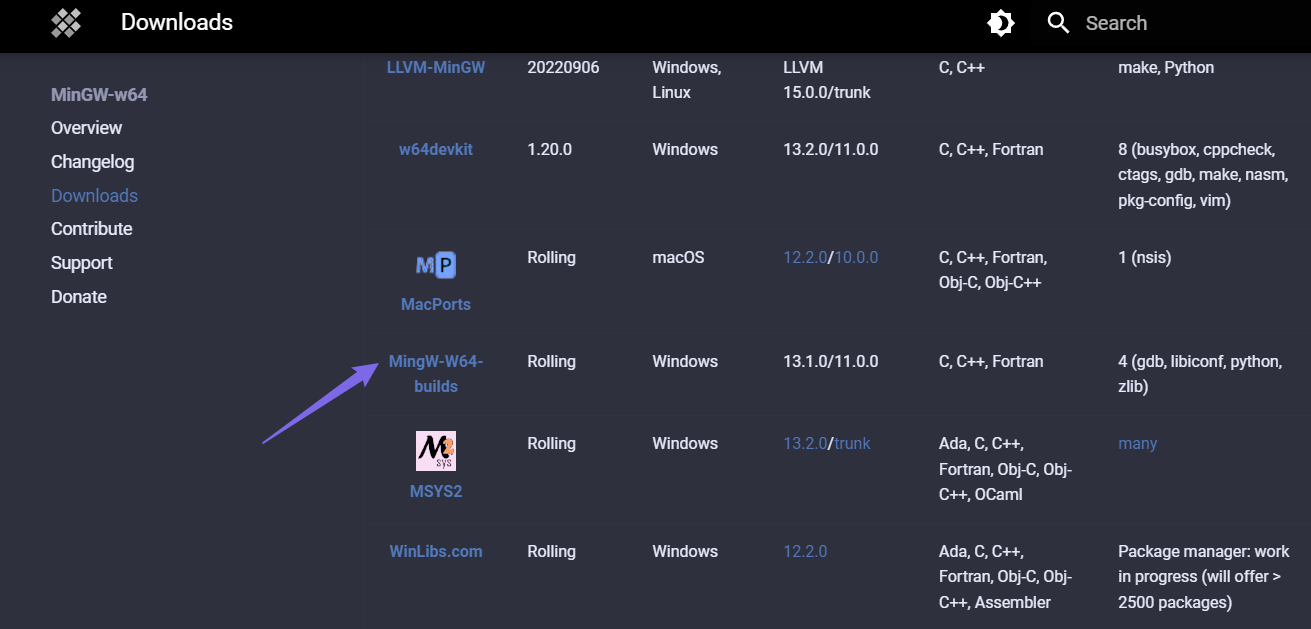 Downloads
Search
MinGW-w64
Overview
Changelog
Downloads
Contribute
Support
Donate
LLVM-MinGW 20220906 Windows, LLVM C, C++ make, Python
Linux 15.0.0/trunk
w64devkit 1.20.0 Windows 13.2.0/11.0.0 C, C++, Fortran 8 (busybox, cppcheck,
ctags, gdb, make, nasm,
pkg-config, vim)
MP Rolling macOS 12.2.0/10.0.0 C, C++, Fortran, 1 (nsis)
Obj-C, Obj-C++
MacPorts
MingW-W64- Rolling Windows 13.1.0/11.0.0 C, C++, Fortran 4 (gdb, libiconf, python,
builds zlib)
M2 Rolling Windows 13.2.0/trunk Ada, C, C++, many
sys Fortran, Obj-C, Obj-
MSYS2 C++, OCaml
WinLibs.com Rolling Windows 12.2.0 Ada, C, C++, Package manager: work
Fortran, Obj-C, Obj- in progress (will offer >
C++, Assembler 2500 packages)